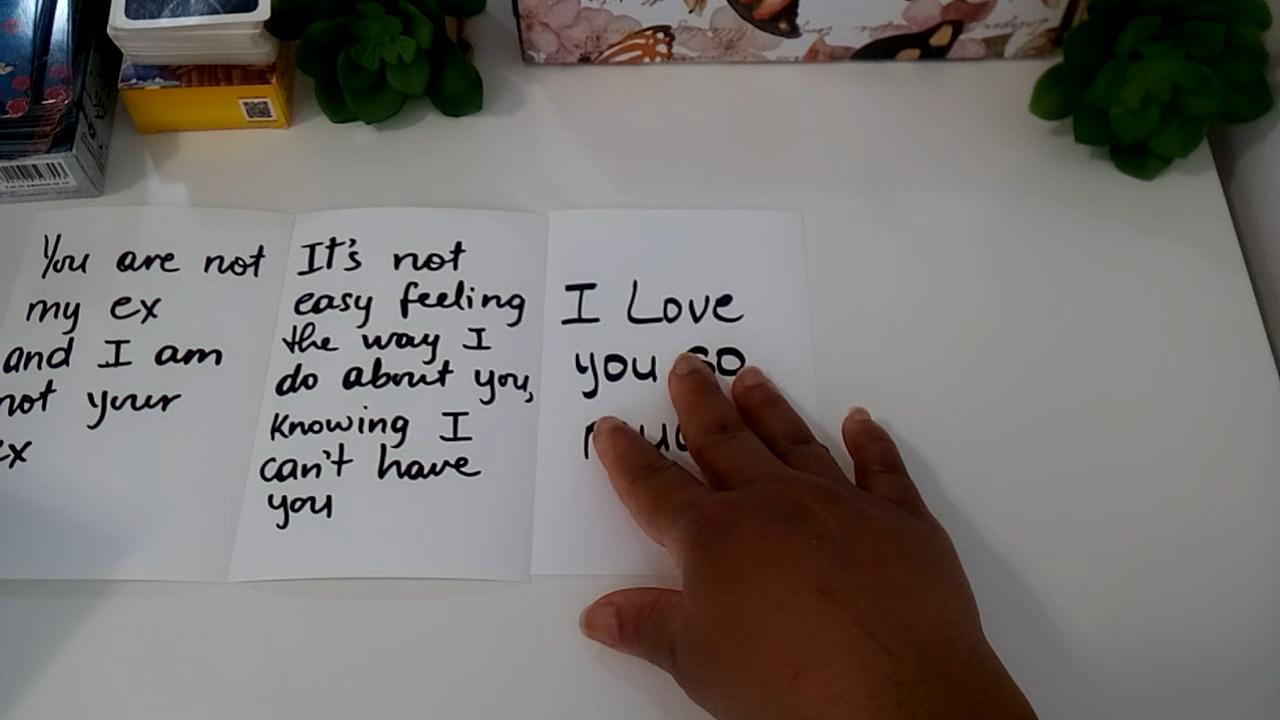 You are not
my ex
and I am
not your
ex
It's not
easy feeling
the way I
do about you,
knowing I
can't have
you
I Love
you so